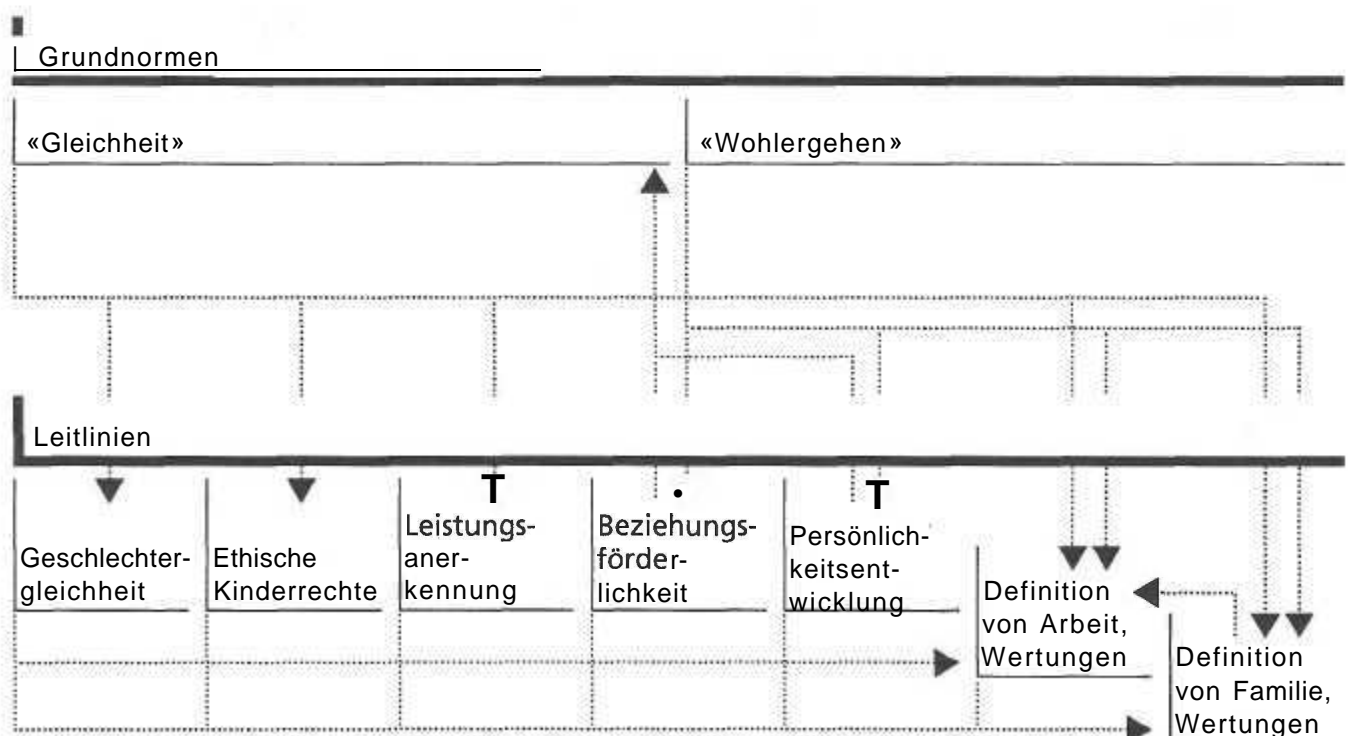 Grundnormen
«Gleichheit»
«Wohlergehen»
Leitlinien
Geschlechter-
gleichheit
Ethische
Kinderrechte
Leistungs-
aner-
kennung
Beziehungs-
förder-
lichkeit
Persönlich-
keitsent-
wicklung
Definition
von Arbeit,
Wertungen
Definition
von Familie,
Wertungen